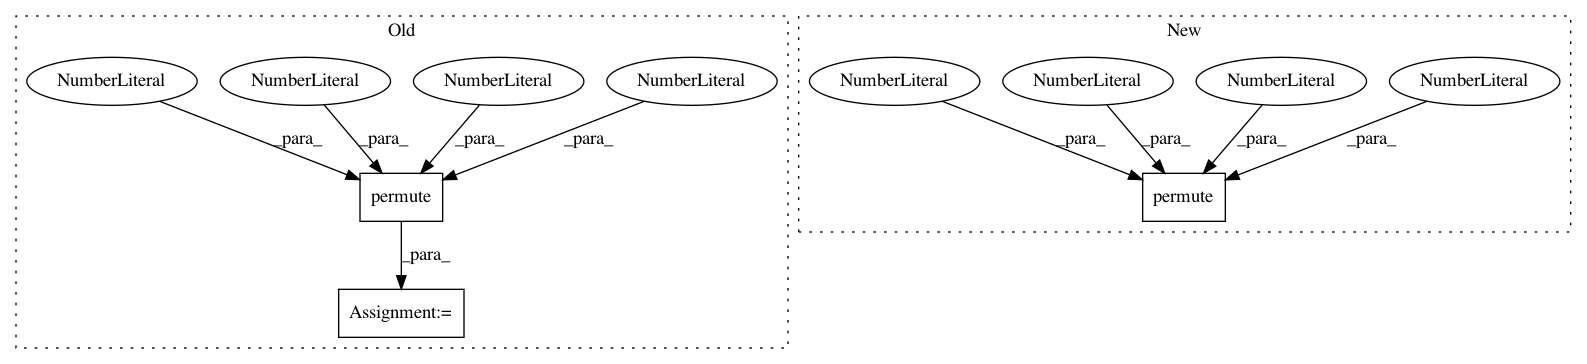 Old
New
NumberLiteral NumberLiteral NumberLiteral NumberLiteral
NumberLiteral NumberLiteral NumberLiteral NumberLiteral
_para_ _para_ _para_ _para_
_para_ _para_ _para_ _para_
permute
permute
_para_
Assignment:=